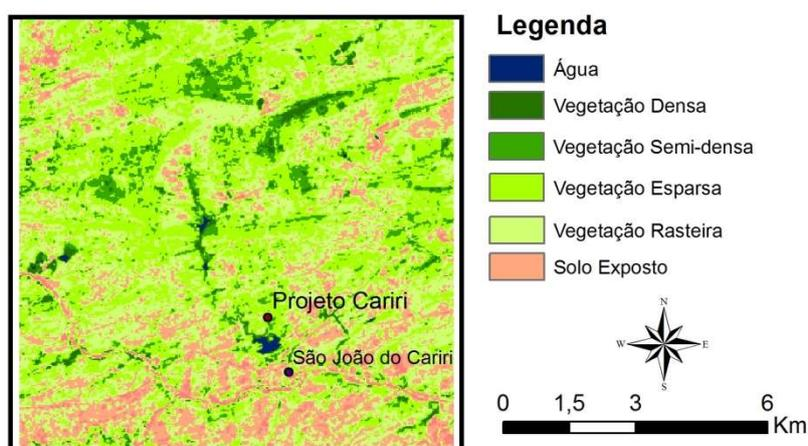 Legenda
Água
Vegetação Densa
Vegetação Semi-densa
Vegetação Esparsa
Vegetação Rasteira
Solo Exposto
Projeto Cariri
São João do Cariri
N
W E
S
0 1,5 3 6
Km